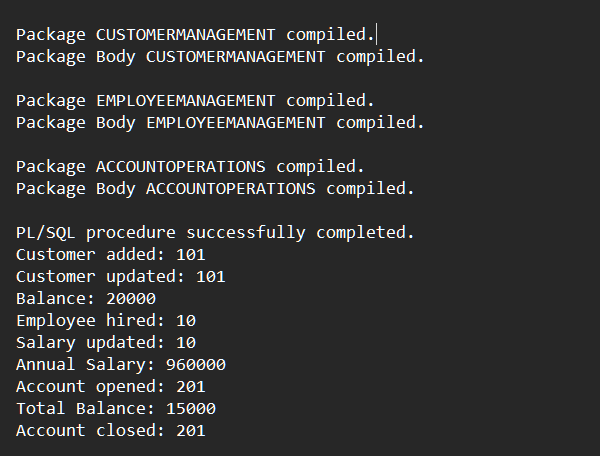 Package CUSTOMERMANAGEMENT compiled.
Package Body CUSTOMERMANAGEMENT compiled.
Package EMPLOYEEMANAGEMENT compiled.
Package Body EMPLOYEEMANAGEMENT compiled.
Package ACCOUNTOPERATIONS compiled.
Package Body ACCOUNTOPERATIONS compiled.
PL/SQL procedure successfully completed.
Customer added: 101
Customer updated: 101
Balance: 20000
Employee hired: 10
Salary updated: 10
Annual Salary: 960000
Account opened: 201
Total Balance: 15000
Account closed: 201